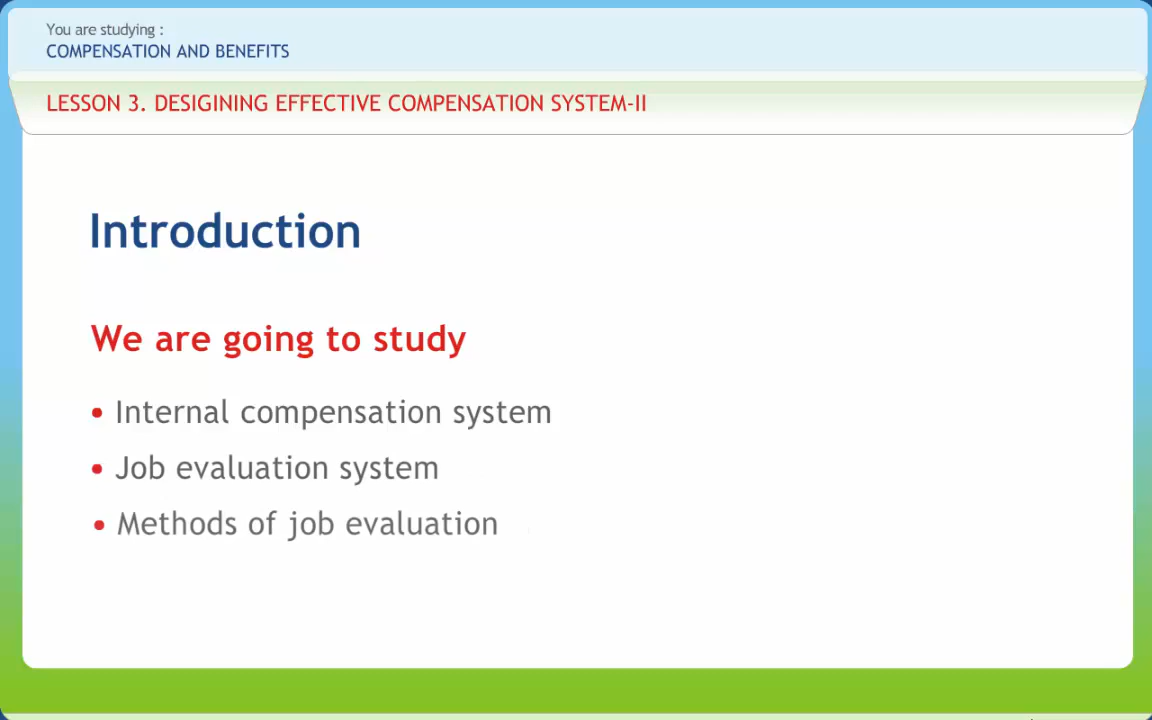 You are studying :
COMPENSATION AND BENEFITS
LESSON 3. DESIGINING EFFECTIVE COMPENSATION SYSTEM-II
Introduction
We are going to study
• Internal compensation system
• Job evaluation system
• Methods of job evaluation